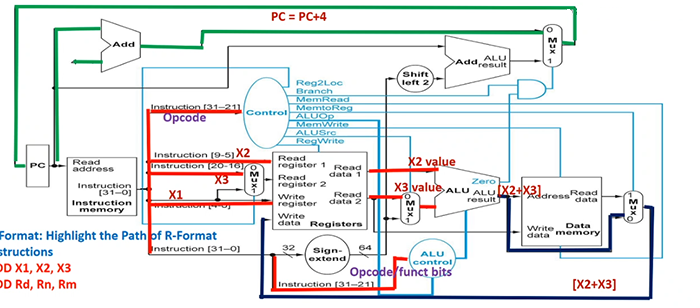 PC = PC+4
Add
0
Mux
1
Add ALU
result
Shift
left 2
Reg2Loc
Branch
MemRead
MemtoReg
ALUOp
MemWrite
ALUSrc
RegWrite
Instruction [31–21]
Control
Opcode
PC
Read
address
Instruction
[31–0]
Instruction
memory
Instruction [9-5]
X2
Instruction [20-16]
X3
X1
0
Mux
1
Read
register 1
Read
register 2
Write
register
Write
data
Read
data 1
Read
data 2
Registers
X2 value
X3 value
0
Mux
1
Zero
ALU
ALU
result
[X2+X3]
Address
Read
data
Write
data
Data
memory
1
Mux
0
Instruction [31–0]
32
Sign-
extend
64
ALU
control
Opcode/funct bits
Instruction [31–21]
[X2+X3]
Format: Highlight the Path of R-Format
structions
DD X1, X2, X3
DD Rd, Rn, Rm